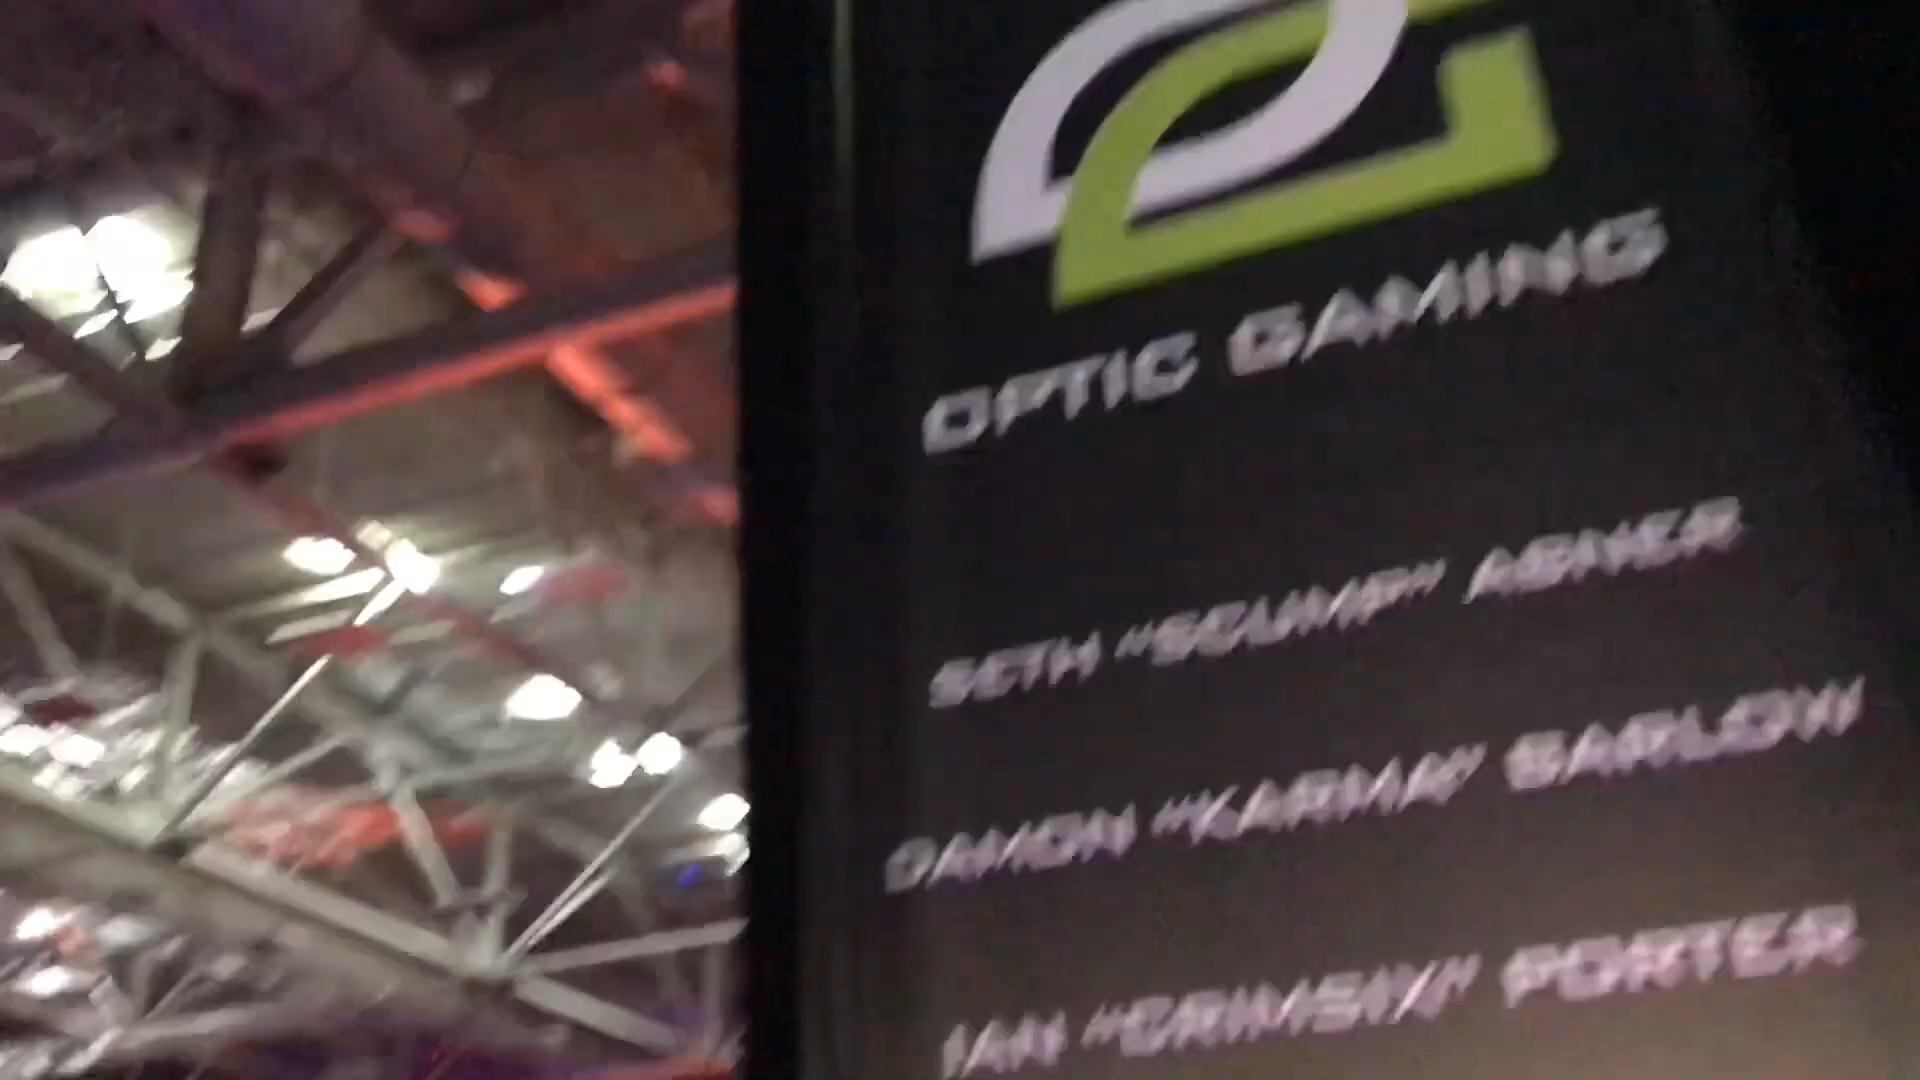 OPTIC GAMING
SETH "SCUMP" ABNER
DAMON "KARMA" BARLOW
IAN "CRIMSIX" PORTER